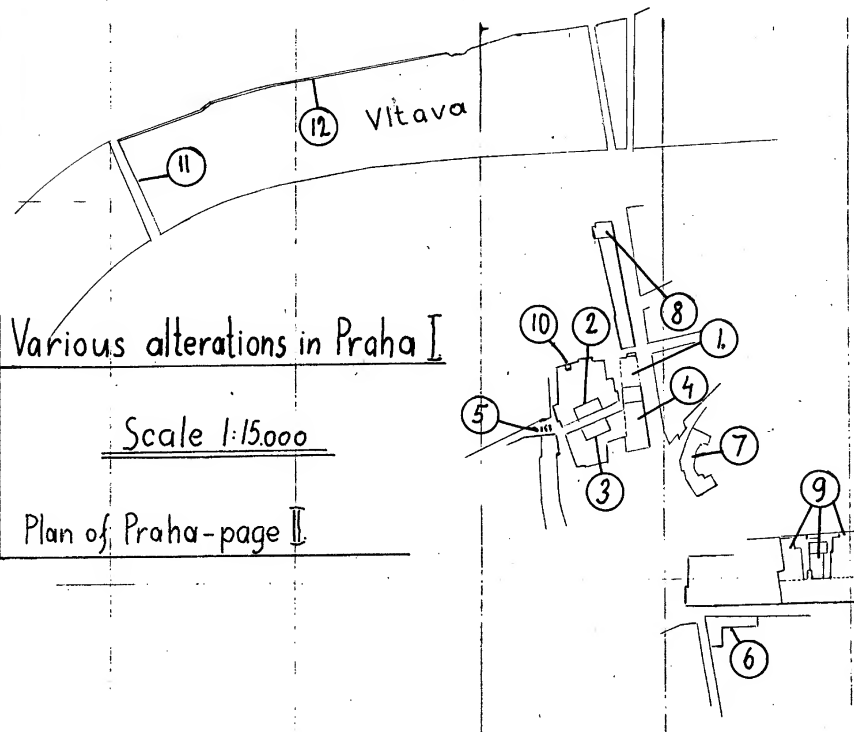 12 Vltava
11
8
10 2 1.
5 4
3 7
9
6
Various alterations in Praha I
Scale 1:15.000
Plan of Praha-page II.